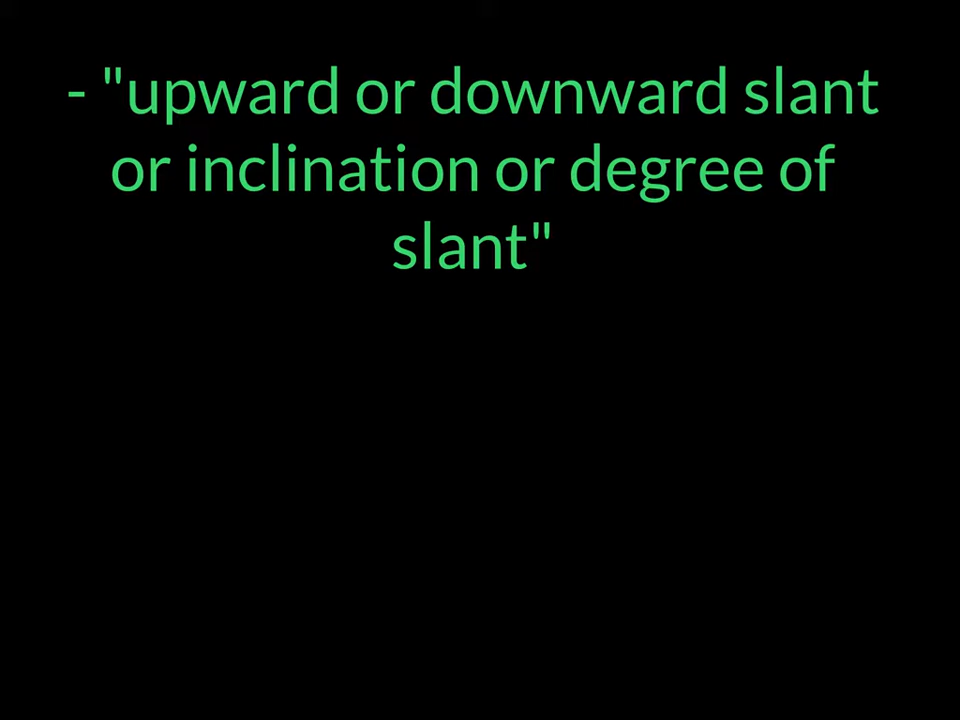 - "upward or downward slant
or inclination or degree of
slant"